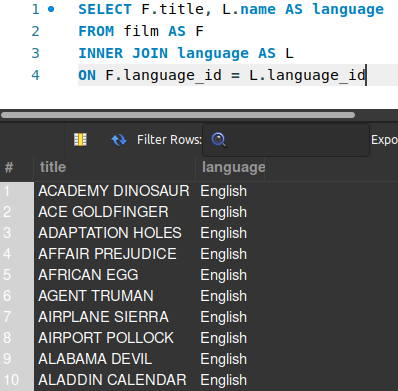 1 SELECT F.title, L.name AS language
2 FROM film AS F
3 INNER JOIN language AS L
4 ON F.language_id = L.language_id
Filter Rows: Expo
# title language
1 ACADEMY DINOSAUR English
2 ACE GOLDFINGER English
3 ADAPTATION HOLES English
4 AFFAIR PREJUDICE English
5 AFRICAN EGG English
6 AGENT TRUMAN English
7 AIRPLANE SIERRA English
8 AIRPORT POLLOCK English
9 ALABAMA DEVIL English
10 ALADDIN CALENDAR English